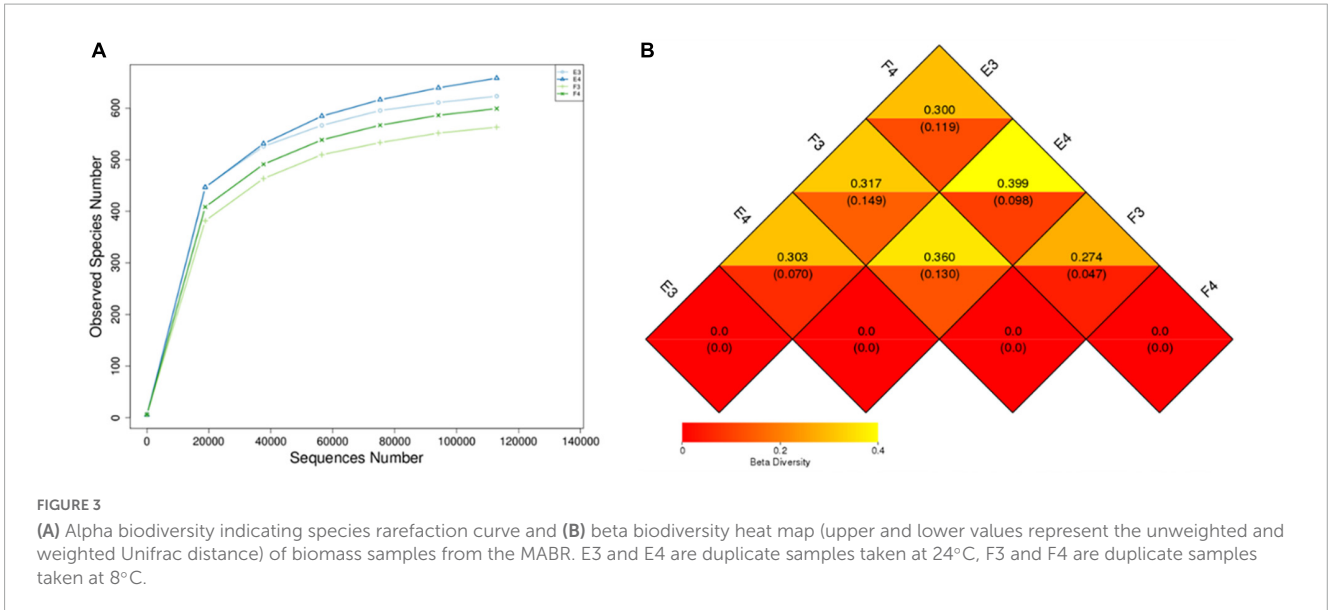 A
B
E3
E4
F3
F4
Observed Species Number
600
500
400
300
200
100
0
0 20000 40000 60000 80000 100000 120000 140000
Sequences Number
F4 E3
0.300
(0.119)
F3 E4
0.317 0.399
(0.149) (0.098)
E4 F3
0.303 0.360 0.274
(0.070) (0.130) (0.047)
E3 F4
0.0 0.0 0.0 0.0
(0.0) (0.0) (0.0) (0.0)
0 0.2 0.4
Beta Diversity
FIGURE 3
(A) Alpha biodiversity indicating species rarefaction curve and (B) beta biodiversity heat map (upper and lower values represent the unweighted and
weighted Unifrac distance) of biomass samples from the MABR. E3 and E4 are duplicate samples taken at 24°C, F3 and F4 are duplicate samples
taken at 8°C.